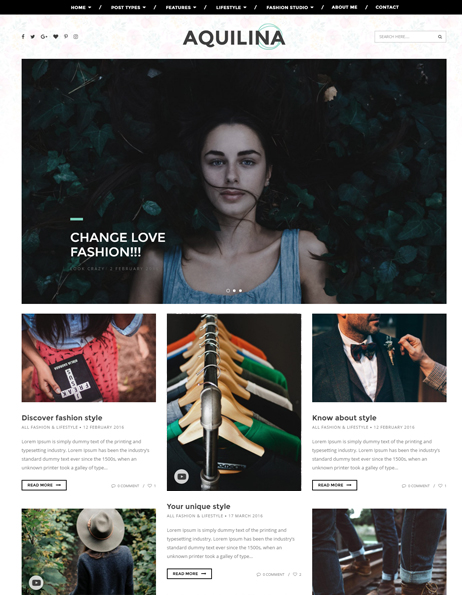 HOME / POST TYPES / FEATURES / LIFESTYLE / FASHION STUDIO / ABOUT ME / CONTACT
AQUILINA
SEARCH HERE ...
CHANGE LOVE
FASHION!!!
Discover fashion style
ALL FASHION & LIFESTYLE • 12 FEBRUARY 2016
Lorem Ipsum is simply dummy text of the printing and
typesetting industry. Lorem Ipsum has been the industry's
standard dummy text ever since the 1500s, when an
unknown printer took a galley of type...
READ MORE
0 COMMENT /
Your unique style
ALL FASHION & LIFESTYLE • 17 MARCH 2016
Lorem Ipsum is simply dummy text of the printing and
typesetting industry. Lorem Ipsum has been the industry's
standard dummy text ever since the 1500s, when an
unknown printer took a galley of type...
READ MORE
0 COMMENT /
Know about style
ALL FASHION & LIFESTYLE • 12 FEBRUARY 2016
Lorem Ipsum is simply dummy text of the printing and
typesetting industry. Lorem Ipsum has been the industry's
standard dummy text ever since the 1500s, when an
unknown printer took a galley of type...
READ MORE
0 COMMENT /